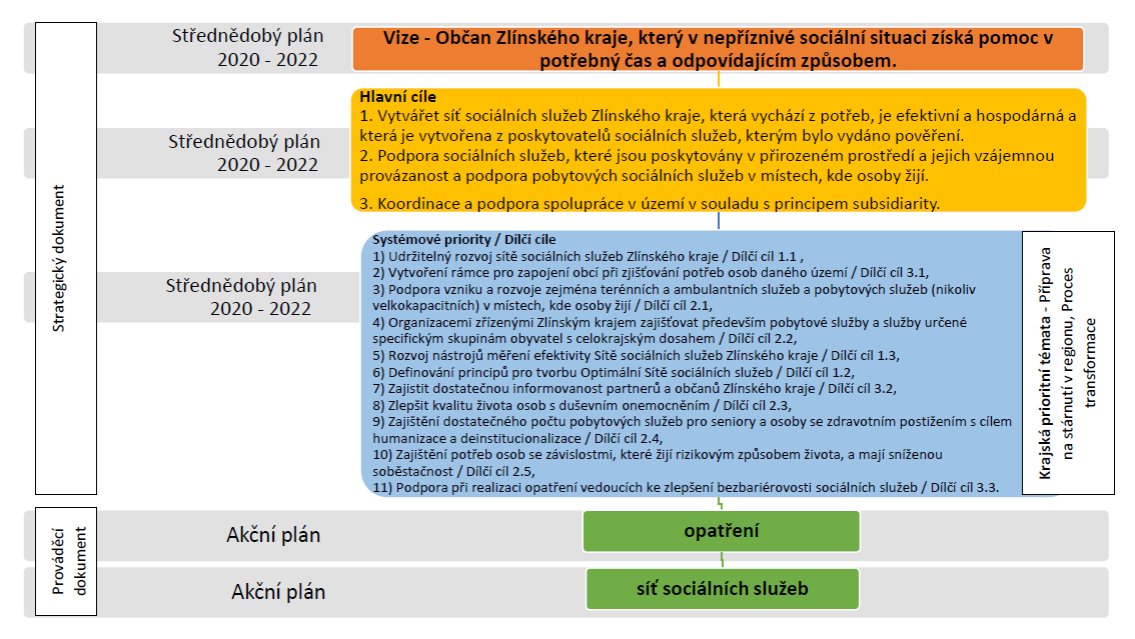 Strategický dokument
Střednědobý plán
2020 - 2022
Vize - Občan Zlínského kraje, který v nepříznivé sociální situaci získá pomoc v
potřebný čas a odpovídajícím způsobem.
Střednědobý plán
2020 - 2022
Hlavní cíle
1. Vytvářet síť sociálních služeb Zlínského kraje, která vychází z potřeb, je efektivní a hospodárná a
která je vytvořena z poskytovatelů sociálních služeb, kterým bylo vydáno pověření.
2. Podpora sociálních služeb, které jsou poskytovány v přirozeném prostředí a jejich vzájemnou
provázanost a podpora pobytových sociálních služeb v místech, kde osoby žijí.
3. Koordinace a podpora spolupráce v území v souladu s principem subsidiarity.
Střednědobý plán
2020 - 2022
Systémové priority / Dílčí cíle
1) Udržitelný rozvoj sítě sociálních služeb Zlínského kraje / Dílčí cíl 1.1 ,
2) Vytvoření rámce pro zapojení obcí při zjišťování potřeb osob daného území / Dílčí cíl 3.1,
3) Podpora vzniku a rozvoje zejména terénních a ambulantních služeb a pobytových služeb (nikoliv
velkokapacitních) v místech, kde osoby žijí / Dílčí cíl 2.1,
4) Organizacemi zřízenými Zlínským krajem zajišťovat především pobytové služby a služby určené
specifickým skupinám obyvatel s celokrajským dosahem / Dílčí cíl 2.2,
5) Rozvoj nástrojů měření efektivity Sítě sociálních služeb Zlínského kraje / Dílčí cíl 1.3,
6) Definování principů pro tvorbu Optimální Sítě sociálních služeb / Dílčí cíl 1.2,
7) Zajistit dostatečnou informovanost partnerů a občanů Zlínského kraje / Dílčí cíl 3.2,
8) Zlepšit kvalitu života osob s duševním onemocněním / Dílčí cíl 2.3,
9) Zajištění dostatečného počtu pobytových služeb pro seniory a osoby se zdravotním postižením s cílem
humanizace a deinstitucionalizace / Dílčí cíl 2.4,
10) Zajištění potřeb osob se závislostmi, které žijí rizikovým způsobem života, a mají sníženou
soběstačnost / Dílčí cíl 2.5,
11) Podpora při realizaci opatření vedoucích ke zlepšení bezbariérovosti sociálních služeb / Dílčí cíl 3.3.
Krajská prioritní témata - Příprava
na stárnutí v regionu, Proces
transformace
Prováděcí
dokument
Akční plán
opatření
Akční plán
síť sociálních služeb